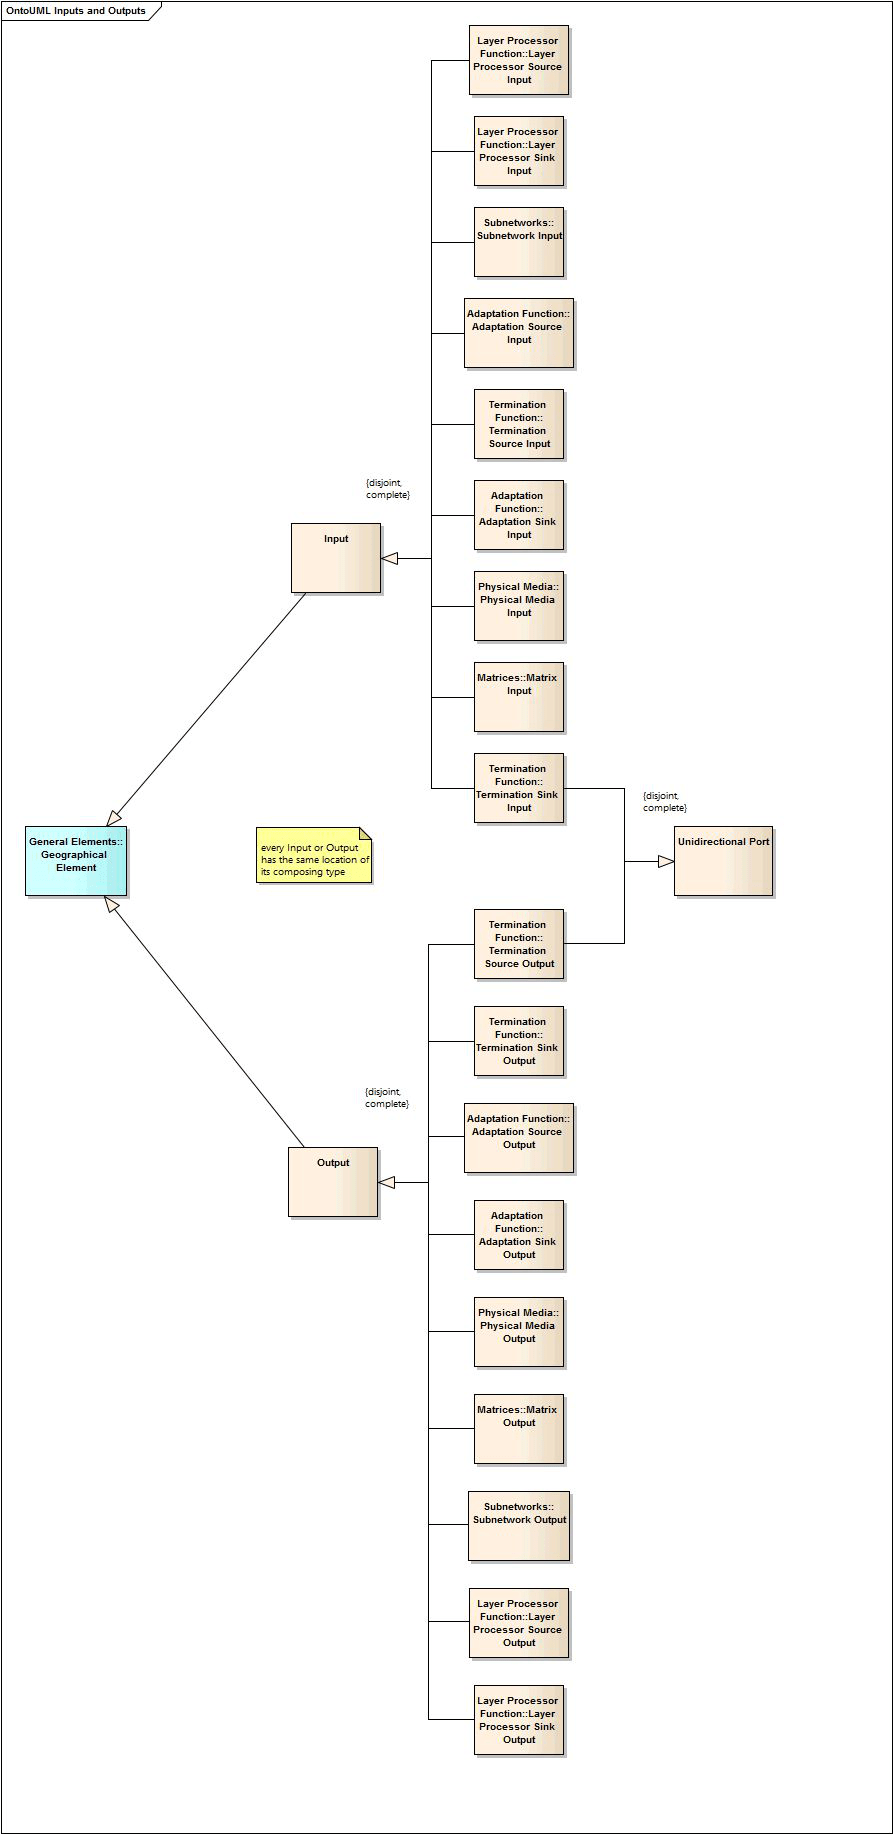 OntoUML Inputs and Outputs
Layer Processor
Function::Layer
Processor Source
Input
Layer Processor
Function::Layer
Processor Sink
Input
Subnetworks::
Subnetwork Input
Adaptation Function::
Adaptation Source
Input
Termination
Function::
Termination
Source Input
{disjoint,
complete}
Adaptation
Function::
Adaptation Sink
Input
Input
Physical Media::
Physical Media
Input
Matrices::Matrix
Input
Termination
Function::
Termination Sink
Input
{disjoint,
complete}
General Elements::
Geographical
Element
every Input or Output
has the same location of
its composing type
Unidirectional Port
Termination
Function::
Termination
Source Output
Termination
Function::
Termination Sink
Output
{disjoint,
complete}
Adaptation Function::
Adaptation Source
Output
Output
Adaptation
Function::
Adaptation Sink
Output
Physical Media::
Physical Media
Output
Matrices::Matrix
Output
Subnetworks::
Subnetwork Output
Layer Processor
Function::Layer
Processor Source
Output
Layer Processor
Function::Layer
Processor Sink
Output